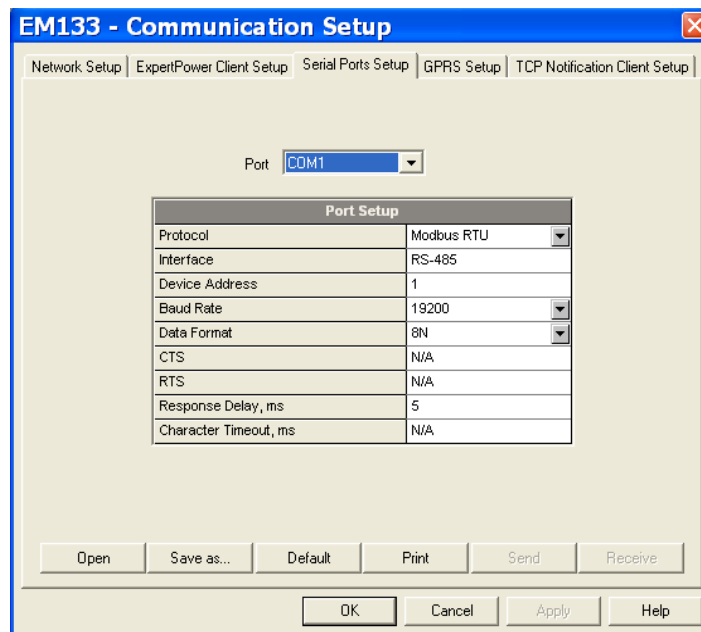 EM133 - Communication Setup
Network Setup ExpertPower Client Setup Serial Ports Setup GPRS Setup TCP Notification Client Setup
Port COM1
Port Setup
Protocol Modbus RTU
Interface RS-485
Device Address 1
Baud Rate 19200
Data Format 8N
CTS N/A
RTS N/A
Response Delay, ms 5
Character Timeout, ms N/A
Open Save as... Default Print Send Receive
OK Cancel Apply Help